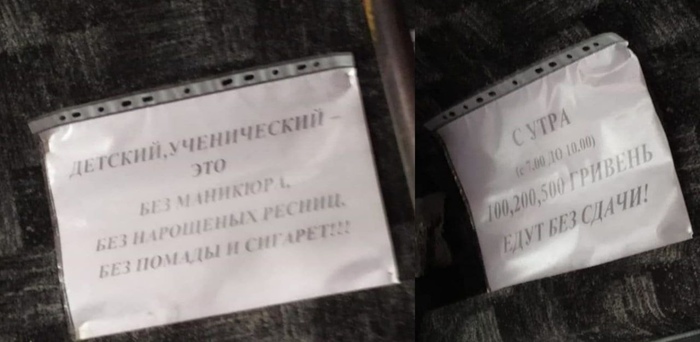 ДЕТСКИЙ,УЧЕНИЧЕСКИЙ –
ЭТО
БЕЗ МАНИКЮРА,
БЕЗ НАРОЩЕНЫХ РЕСНИЦ,
БЕЗ ПОМАДЫ И СИГАРЕТ!!!
С УТРА
(с 7.00 ДО 10.00)
100,200,500 ГРИВЕНЬ
ЕДУТ БЕЗ СДАЧИ!